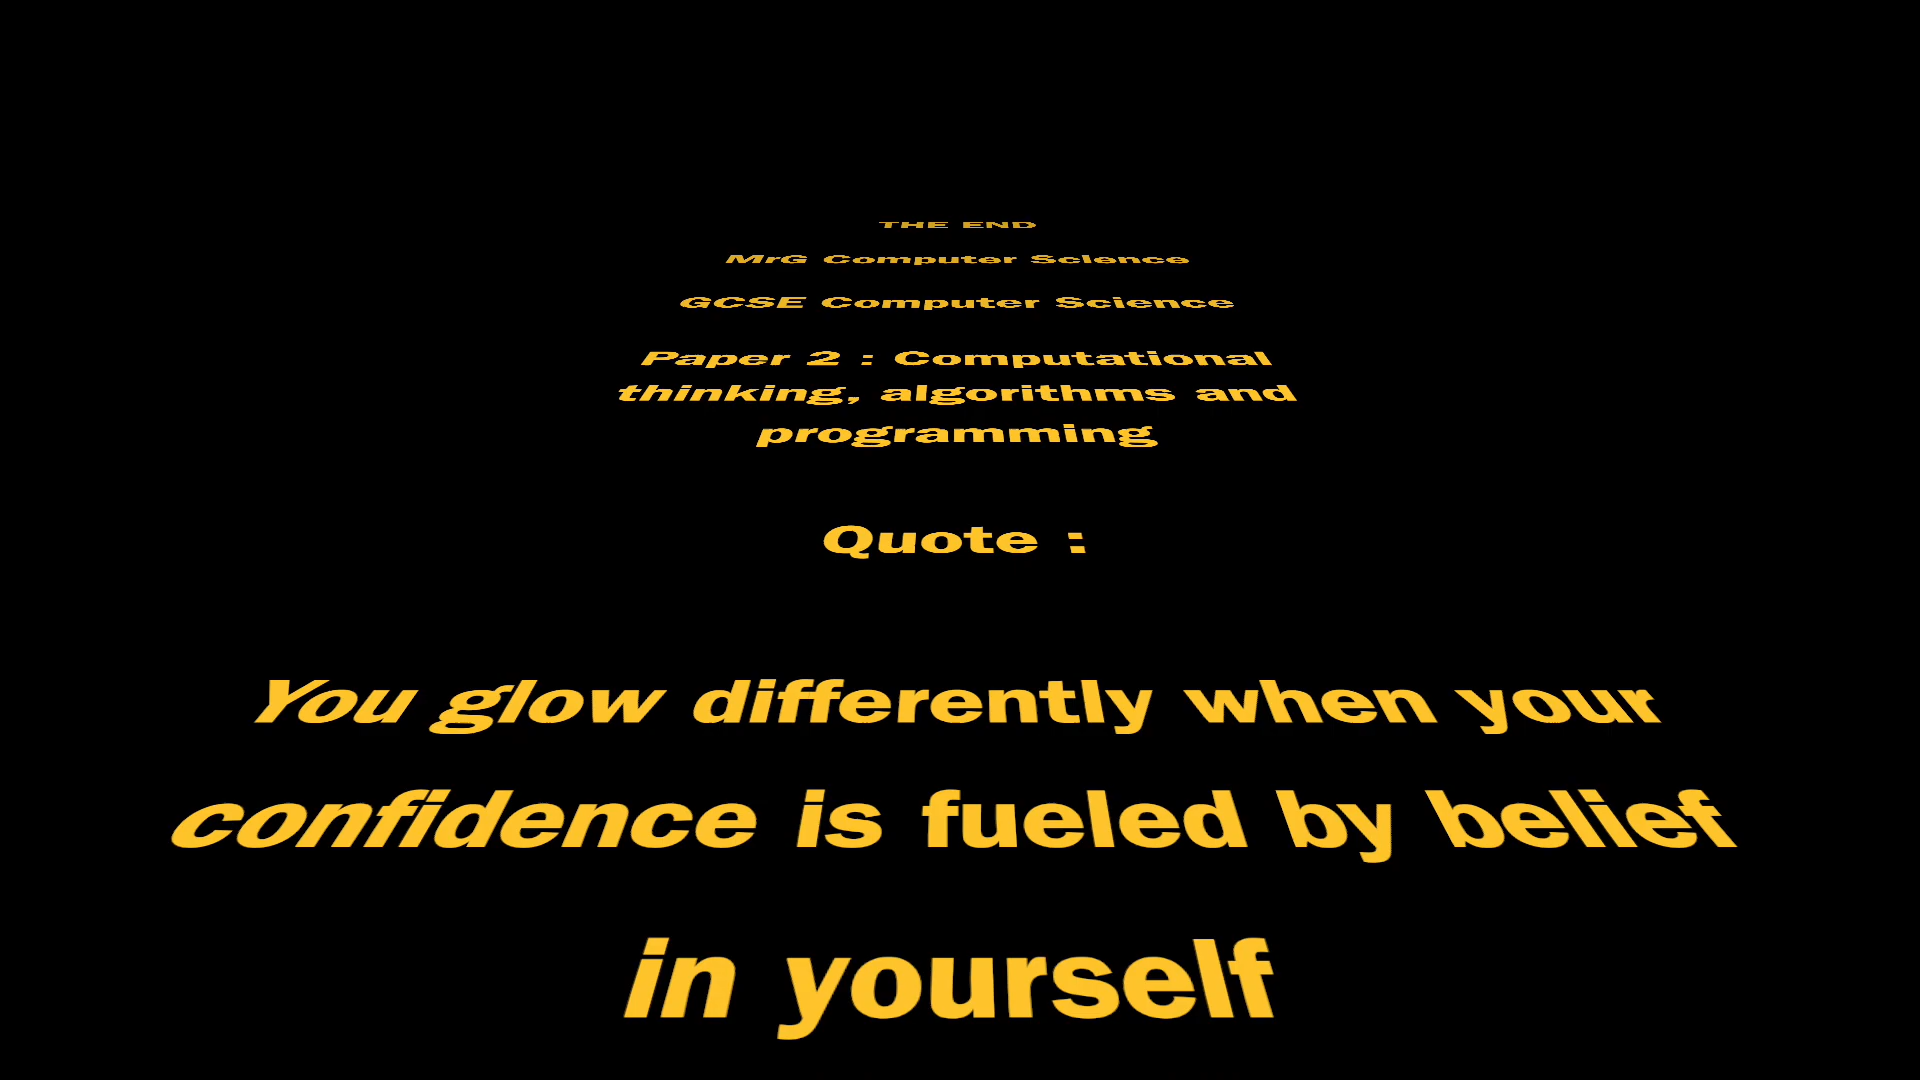 THE END
MrG Computer Science
GCSE Computer Science
Paper 2 : Computational
thinking, algorithms and
programming
Quote :
You glow differently when your
confidence is fueled by belief
in yourself